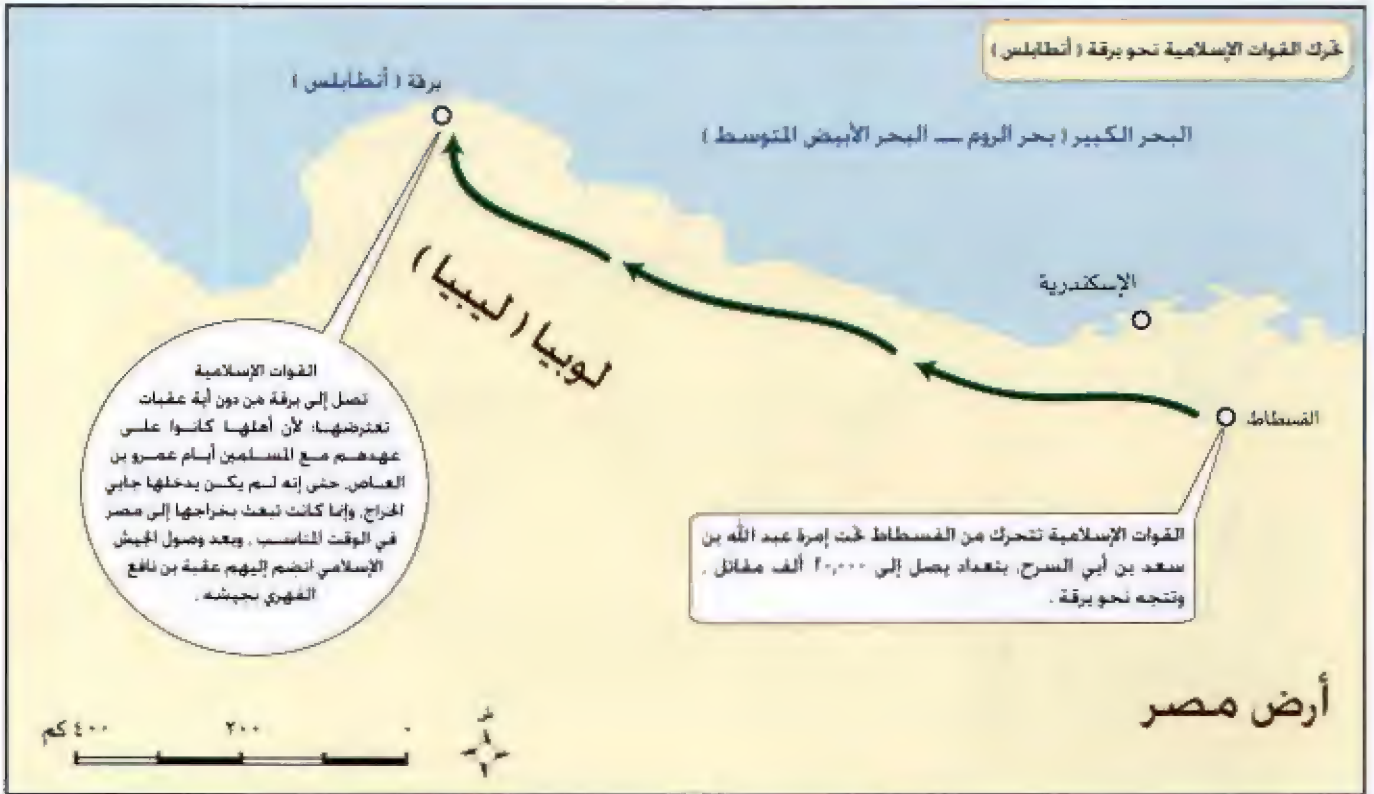 تحرك القوات الإسلامية نحو برقة ( أنطابلس )
برقة ( أنطابلس )
البحر الكبير ( بحر الروم — البحر الأبيض المتوسط )
الإسكندرية
لوبيا ( ليبيا )
الفسطاط
القوات الإسلامية
تصل إلى برقة من دون أية عقبات
تعترضها؛ لأن أهلها كانوا على
عهدهم مع المسلمين أيام عمرو بن
العاص، حتى إنه لم يكن يدخلها جابي
الخراج، وإنما كانت تبعث بخراجها إلى مصر
في الوقت المناسب . وبعد وصول الجيش
الإسلامي انضم إليهم عقبة بن نافع
الفهري بجيشه .
القوات الإسلامية تتحرك من الفسطاط تحت إمرة عبد الله بن
سعد بن أبي السرح، بتعداد يصل إلى ٢٠,٠٠٠ ألف مقاتل ،
وتتجه نحو برقة .
أرض مصر
ش
٤٠٠ كم ٢٠٠ ٠